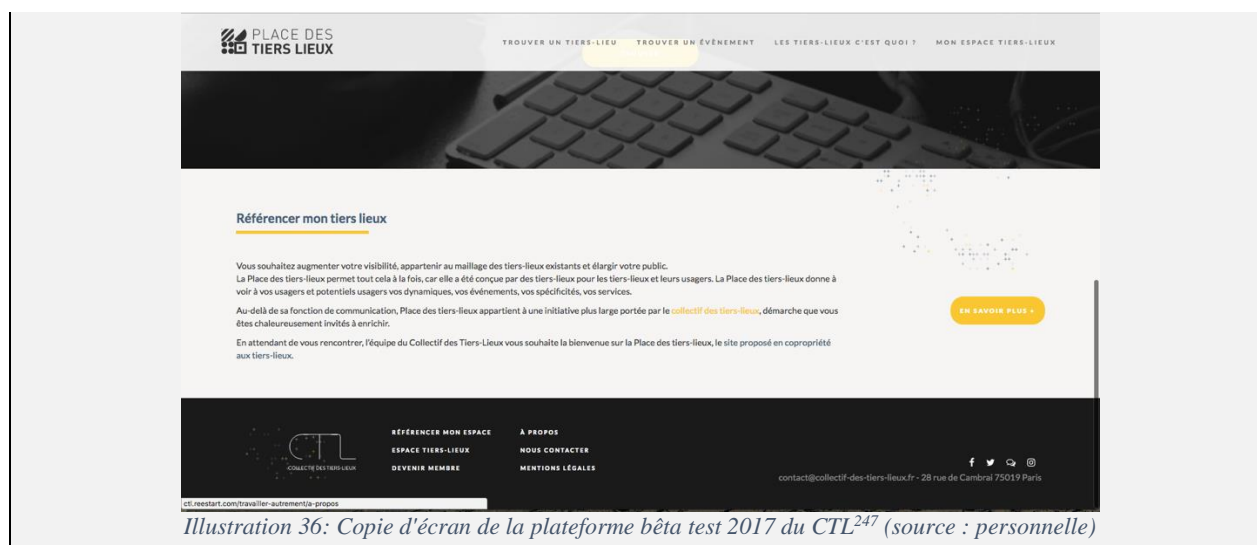 PLACE DES
TIERS LIEUX
TROUVER UN TIERS-LIEU TROUVER UN ÉVÈNEMENT LES TIERS-LIEUX C'EST QUOI ? MON ESPACE TIERS-LIEUX
Référencer mon tiers lieux
Vous souhaitez augmenter votre visibilité, appartenir au maillage des tiers-lieux existants et élargir votre public.
La Place des tiers-lieux permet tout cela à la fois, car elle a été conçue par des tiers-lieux pour les tiers-lieux et leurs usagers. La Place des tiers-lieux donne à
voir à vos usagers et potentiels usagers vos dynamiques, vos événements, vos spécificités, vos services.
Au-delà de sa fonction de communication, Place des tiers-lieux appartient à une initiative plus large portée par le collectif des tiers-lieux, démarche que vous
êtes chaleureusement invités à enrichir.
En attendant de vous rencontrer, l'équipe du Collectif des Tiers-Lieux vous souhaite la bienvenue sur la Place des tiers-lieux, le site proposé en copropriété
aux tiers-lieux.
EN SAVOIR PLUS +
CTL
COLLECTIF DES TIERS-LIEUX
RÉFÉRENCER MON ESPACE
ESPACE TIERS-LIEUX
DEVENIR MEMBRE
À PROPOS
NOUS CONTACTER
MENTIONS LÉGALES
contact@collectif-des-tiers-lieux.fr - 28 rue de Cambrai 75019 Paris
ctl.reestart.com/travailler-autrement/a-propos
Illustration 36: Copie d'écran de la plateforme bêta test 2017 du CTL247 (source : personnelle)